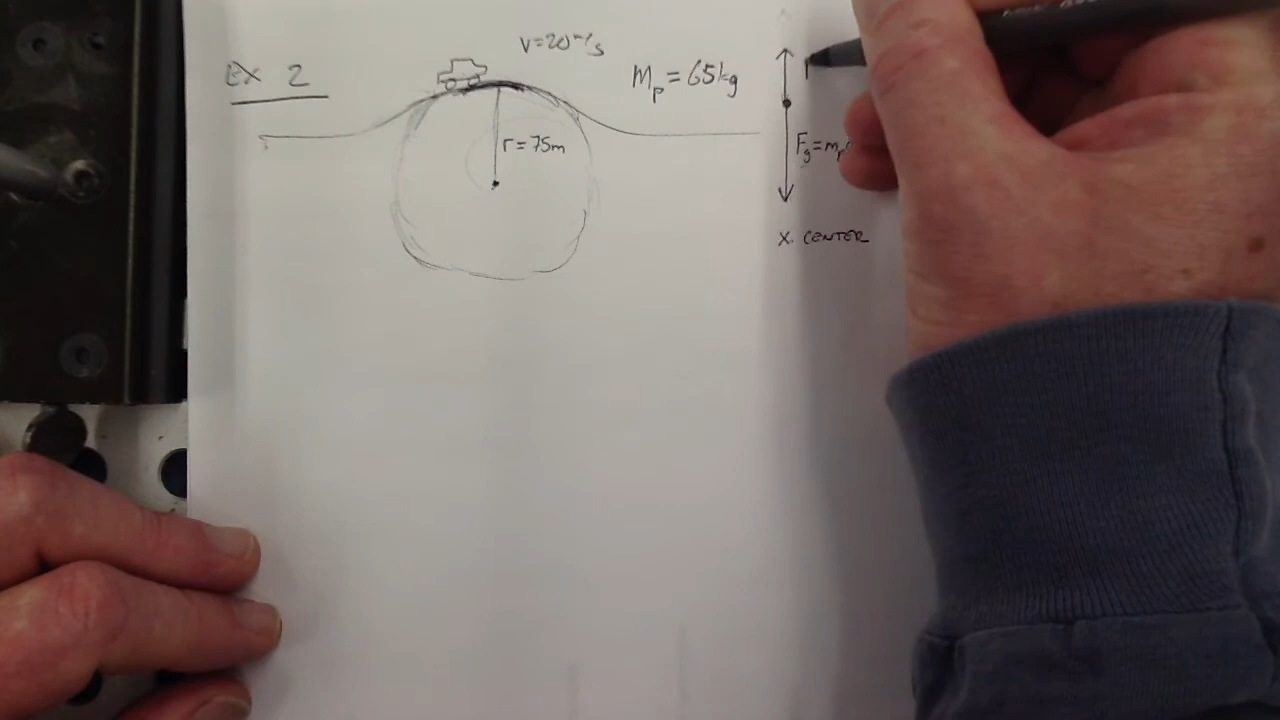 EX 2
v=20m/s
Mp = 65kg
r = 75m
Fg = mp
x CENTER